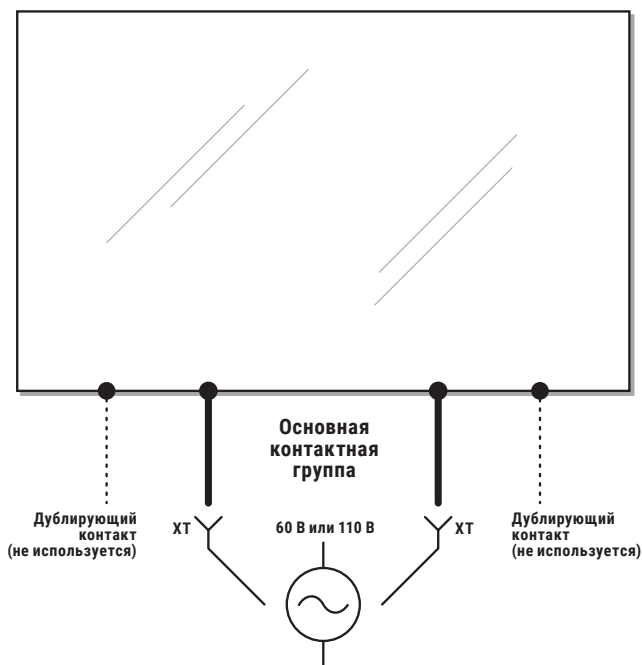 Основная
контактная
группа
Дублирующий
контакт
(не используется)
XT
60 В или 110 В
XT
Дублирующий
контакт
(не используется)